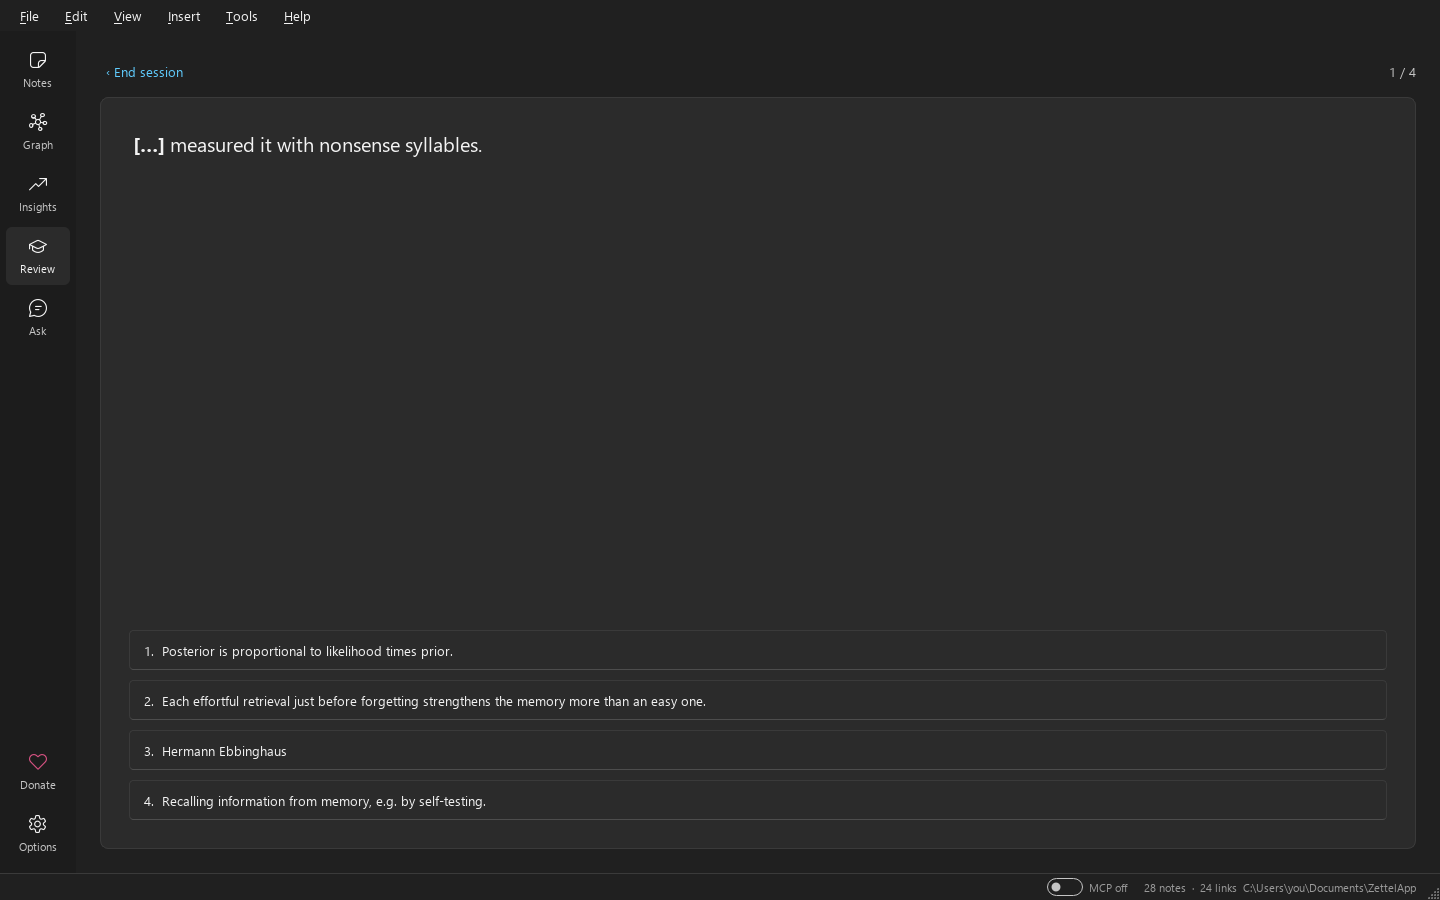 File Edit View Insert Tools Help
Notes
Graph
Insights
Review
Ask
Donate
Options
‹ End session
1 / 4
[...] measured it with nonsense syllables.
1. Posterior is proportional to likelihood times prior.
2. Each effortful retrieval just before forgetting strengthens the memory more than an easy one.
3. Hermann Ebbinghaus
4. Recalling information from memory, e.g. by self-testing.
MCP off 28 notes · 24 links C:\Users\you\Documents\ZettelApp